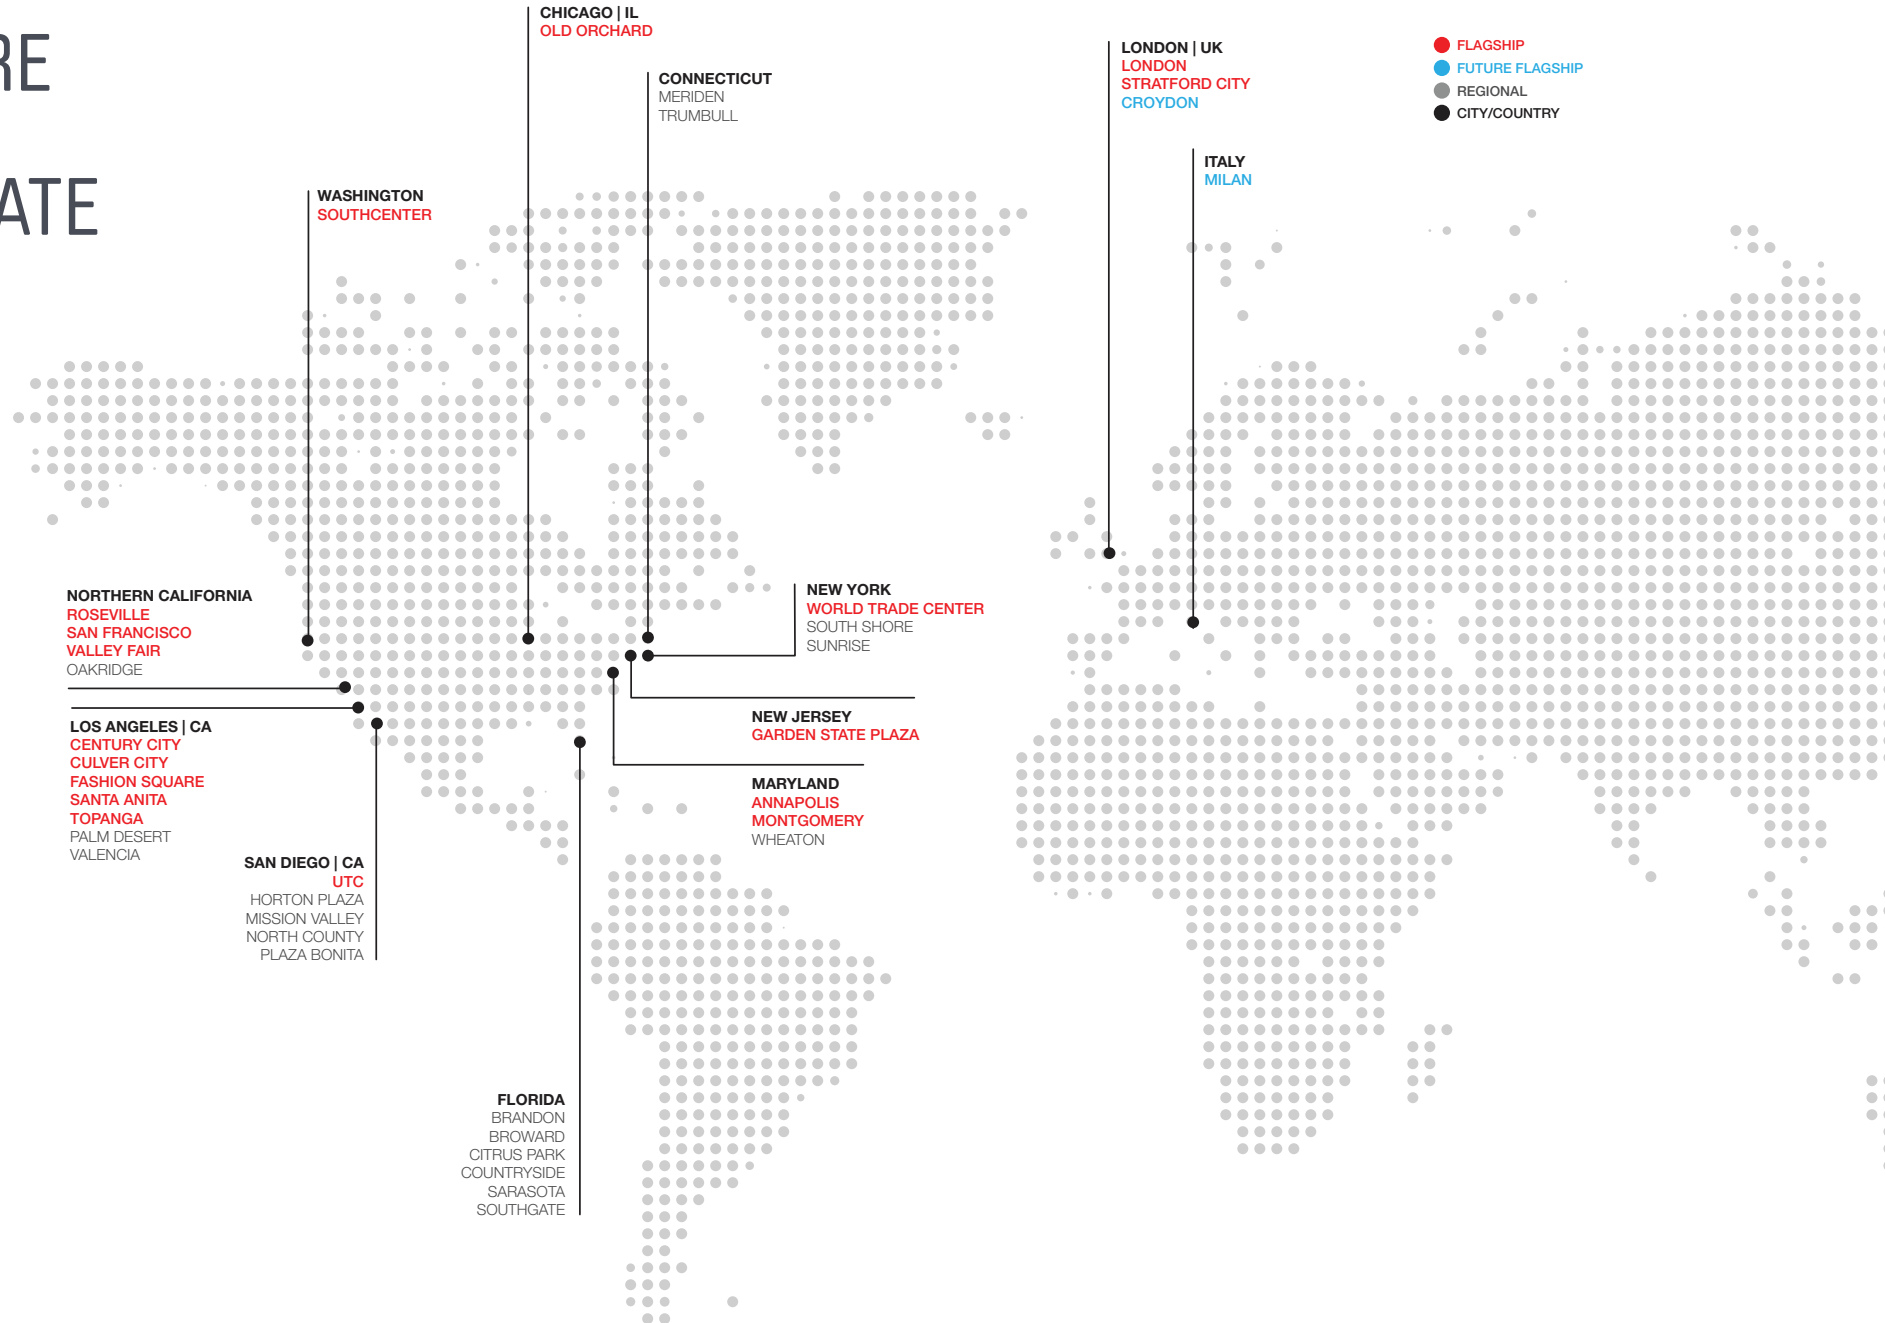 RE
ATE
CHICAGO | IL
OLD ORCHARD
CONNECTICUT
MERIDEN
TRUMBULL
LONDON | UK
LONDON
STRATFORD CITY
CROYDON
FLAGSHIP
FUTURE FLAGSHIP
REGIONAL
CITY/COUNTRY
ITALY
MILAN
WASHINGTON
SOUTHCENTER
NORTHERN CALIFORNIA
ROSEVILLE
SAN FRANCISCO
VALLEY FAIR
OAKRIDGE
NEW YORK
WORLD TRADE CENTER
SOUTH SHORE
SUNRISE
LOS ANGELES | CA
CENTURY CITY
CULVER CITY
FASHION SQUARE
SANTA ANITA
TOPANGA
PALM DESERT
VALENCIA
NEW JERSEY
GARDEN STATE PLAZA
MARYLAND
ANNAPOLIS
MONTGOMERY
WHEATON
SAN DIEGO | CA
UTC
HORTON PLAZA
MISSION VALLEY
NORTH COUNTY
PLAZA BONITA
FLORIDA
BRANDON
BROWARD
CITRUS PARK
COUNTRYSIDE
SARASOTA
SOUTHGATE